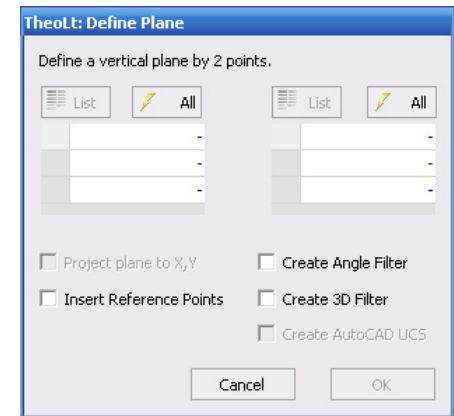 TheoLt: Define Plane
Define a vertical plane by 2 points.
List All List All
- -
- -
- -
Project plane to X,Y Create Angle Filter
Insert Reference Points Create 3D Filter
Create AutoCAD UCS
Cancel OK